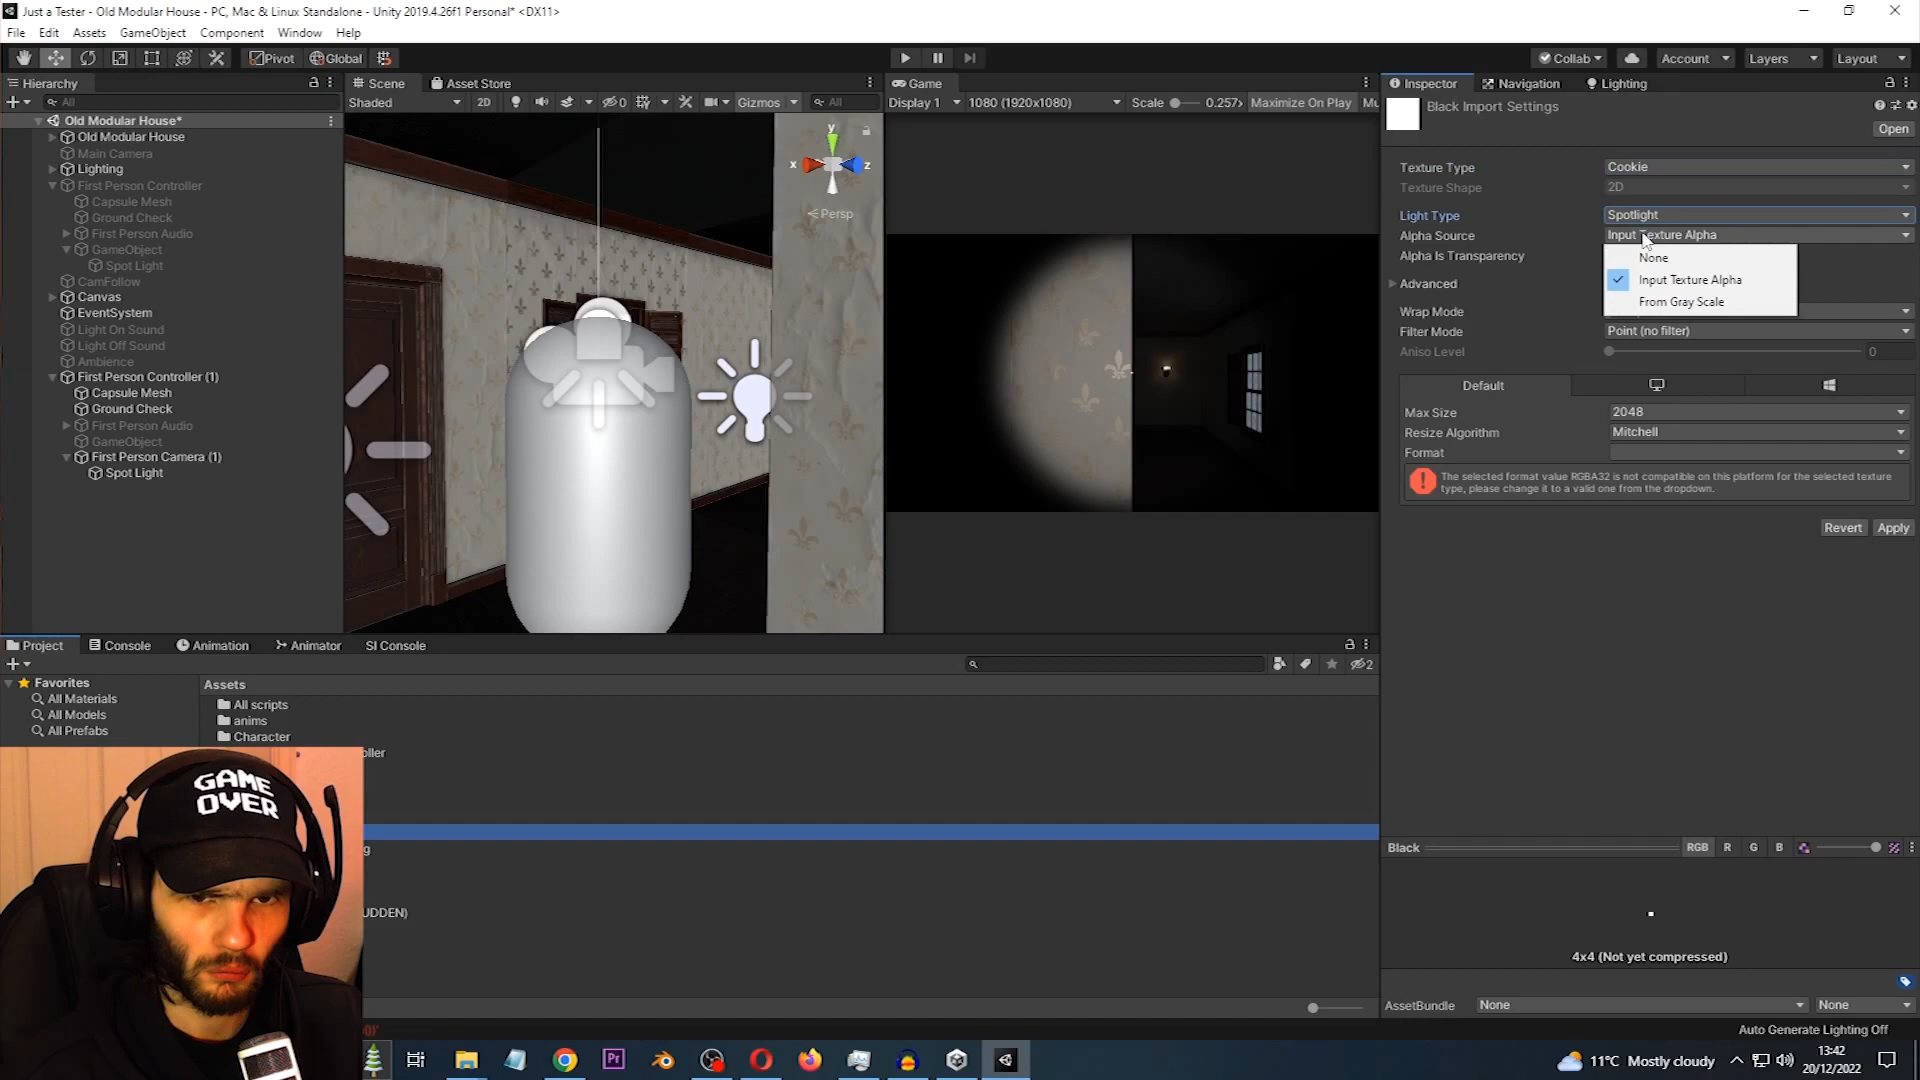 Just a Tester - Old Modular House - PC, Mac & Linux Standalone - Unity 2019.4.26f1 Personal* <DX11>
File Edit Assets GameObject Component Window Help
Pivot Global Collab Account Layers Layout
Hierarchy
All
Old Modular House*
Old Modular House
Main Camera
Lighting
First Person Controller
Capsule Mesh
Ground Check
First Person Audio
GameObject
Spot Light
CamFollow
Canvas
EventSystem
Light On Sound
Light Off Sound
Ambience
First Person Controller (1)
Capsule Mesh
Ground Check
First Person Audio
GameObject
First Person Camera (1)
Spot Light
Scene Asset Store
Shaded 2D 0 Gizmos All
y
x z
Persp
Game
Display 1 1080 (1920x1080) Scale 0.257x Maximize On Play Mu
Inspector Navigation Lighting
Black Import Settings
Open
Texture Type Cookie
Texture Shape 2D
Light Type Spotlight
Alpha Source Input Texture Alpha
Alpha Is Transparency
None
Input Texture Alpha
From Gray Scale
Advanced
Wrap Mode
Filter Mode Point (no filter)
Aniso Level 0
Default
Max Size 2048
Resize Algorithm Mitchell
Format
The selected format value RGBA32 is not compatible on this platform for the selected texture
type, please change it to a valid one from the dropdown.
Revert Apply
Project Console Animation Animator SI Console
2
Favorites
All Materials
All Models
All Prefabs
Assets
All scripts
anims
Character
oller
g
UDDEN)
GAME
OVER
Black RGB R G B
4x4 (Not yet compressed)
AssetBundle None None
Auto Generate Lighting Off
Pr
11°C Mostly cloudy
13:42
20/12/2022